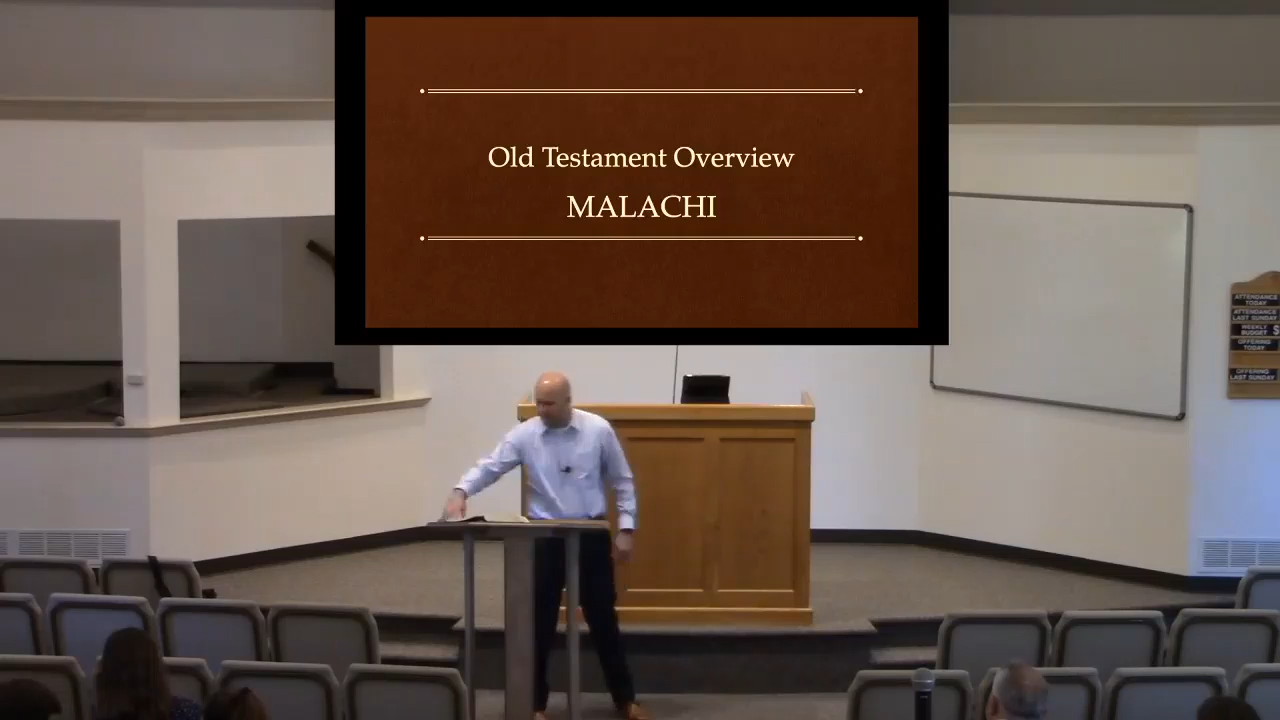 Old Testament Overview
MALACHI
ATTENDANCE
TODAY
ATTENDANCE
LAST SUNDAY
WEEKLY
BUDGET $
OFFERING
TODAY
OFFERING
LAST SUNDAY